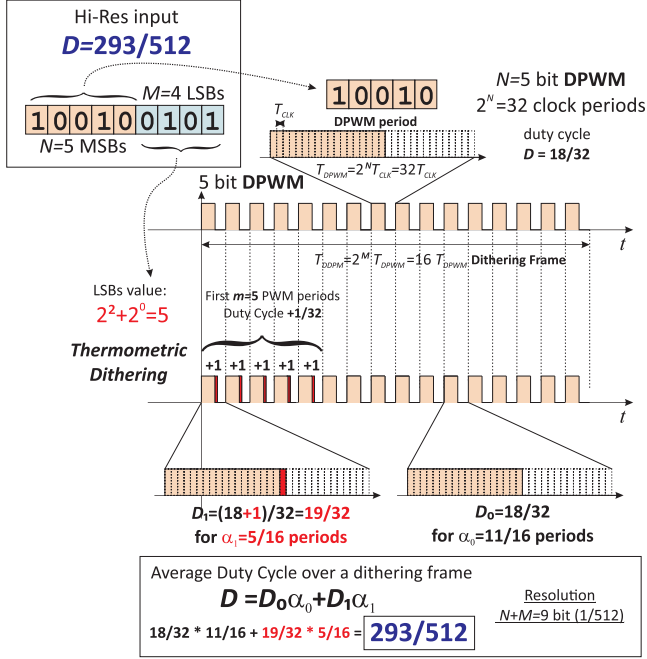 Hi-Res input
D=293/512
M=4 LSBs
1 0 0 1 0 0 1 0 1
N=5 MSBs
1 0 0 1 0
DPWM period
T_CLK
T_DPWM=2^N T_CLK=32T_CLK
N=5 bit DPWM
2^N=32 clock periods
duty cycle
D = 18/32
5 bit DPWM
t
T_DDPM=2^M T_DPWM=16 T_DPWM Dithering Frame
LSBs value:
2²+2⁰=5
First m=5 PWM periods
Duty Cycle +1/32
Thermometric
Dithering
+1 +1 +1 +1 +1
t
D₁=(18+1)/32=19/32
for α₁=5/16 periods
D₀=18/32
for α₀=11/16 periods
Average Duty Cycle over a dithering frame
D =D₀α₀+D₁α₁
18/32 * 11/16 + 19/32 * 5/16 = 293/512
Resolution
N+M=9 bit (1/512)